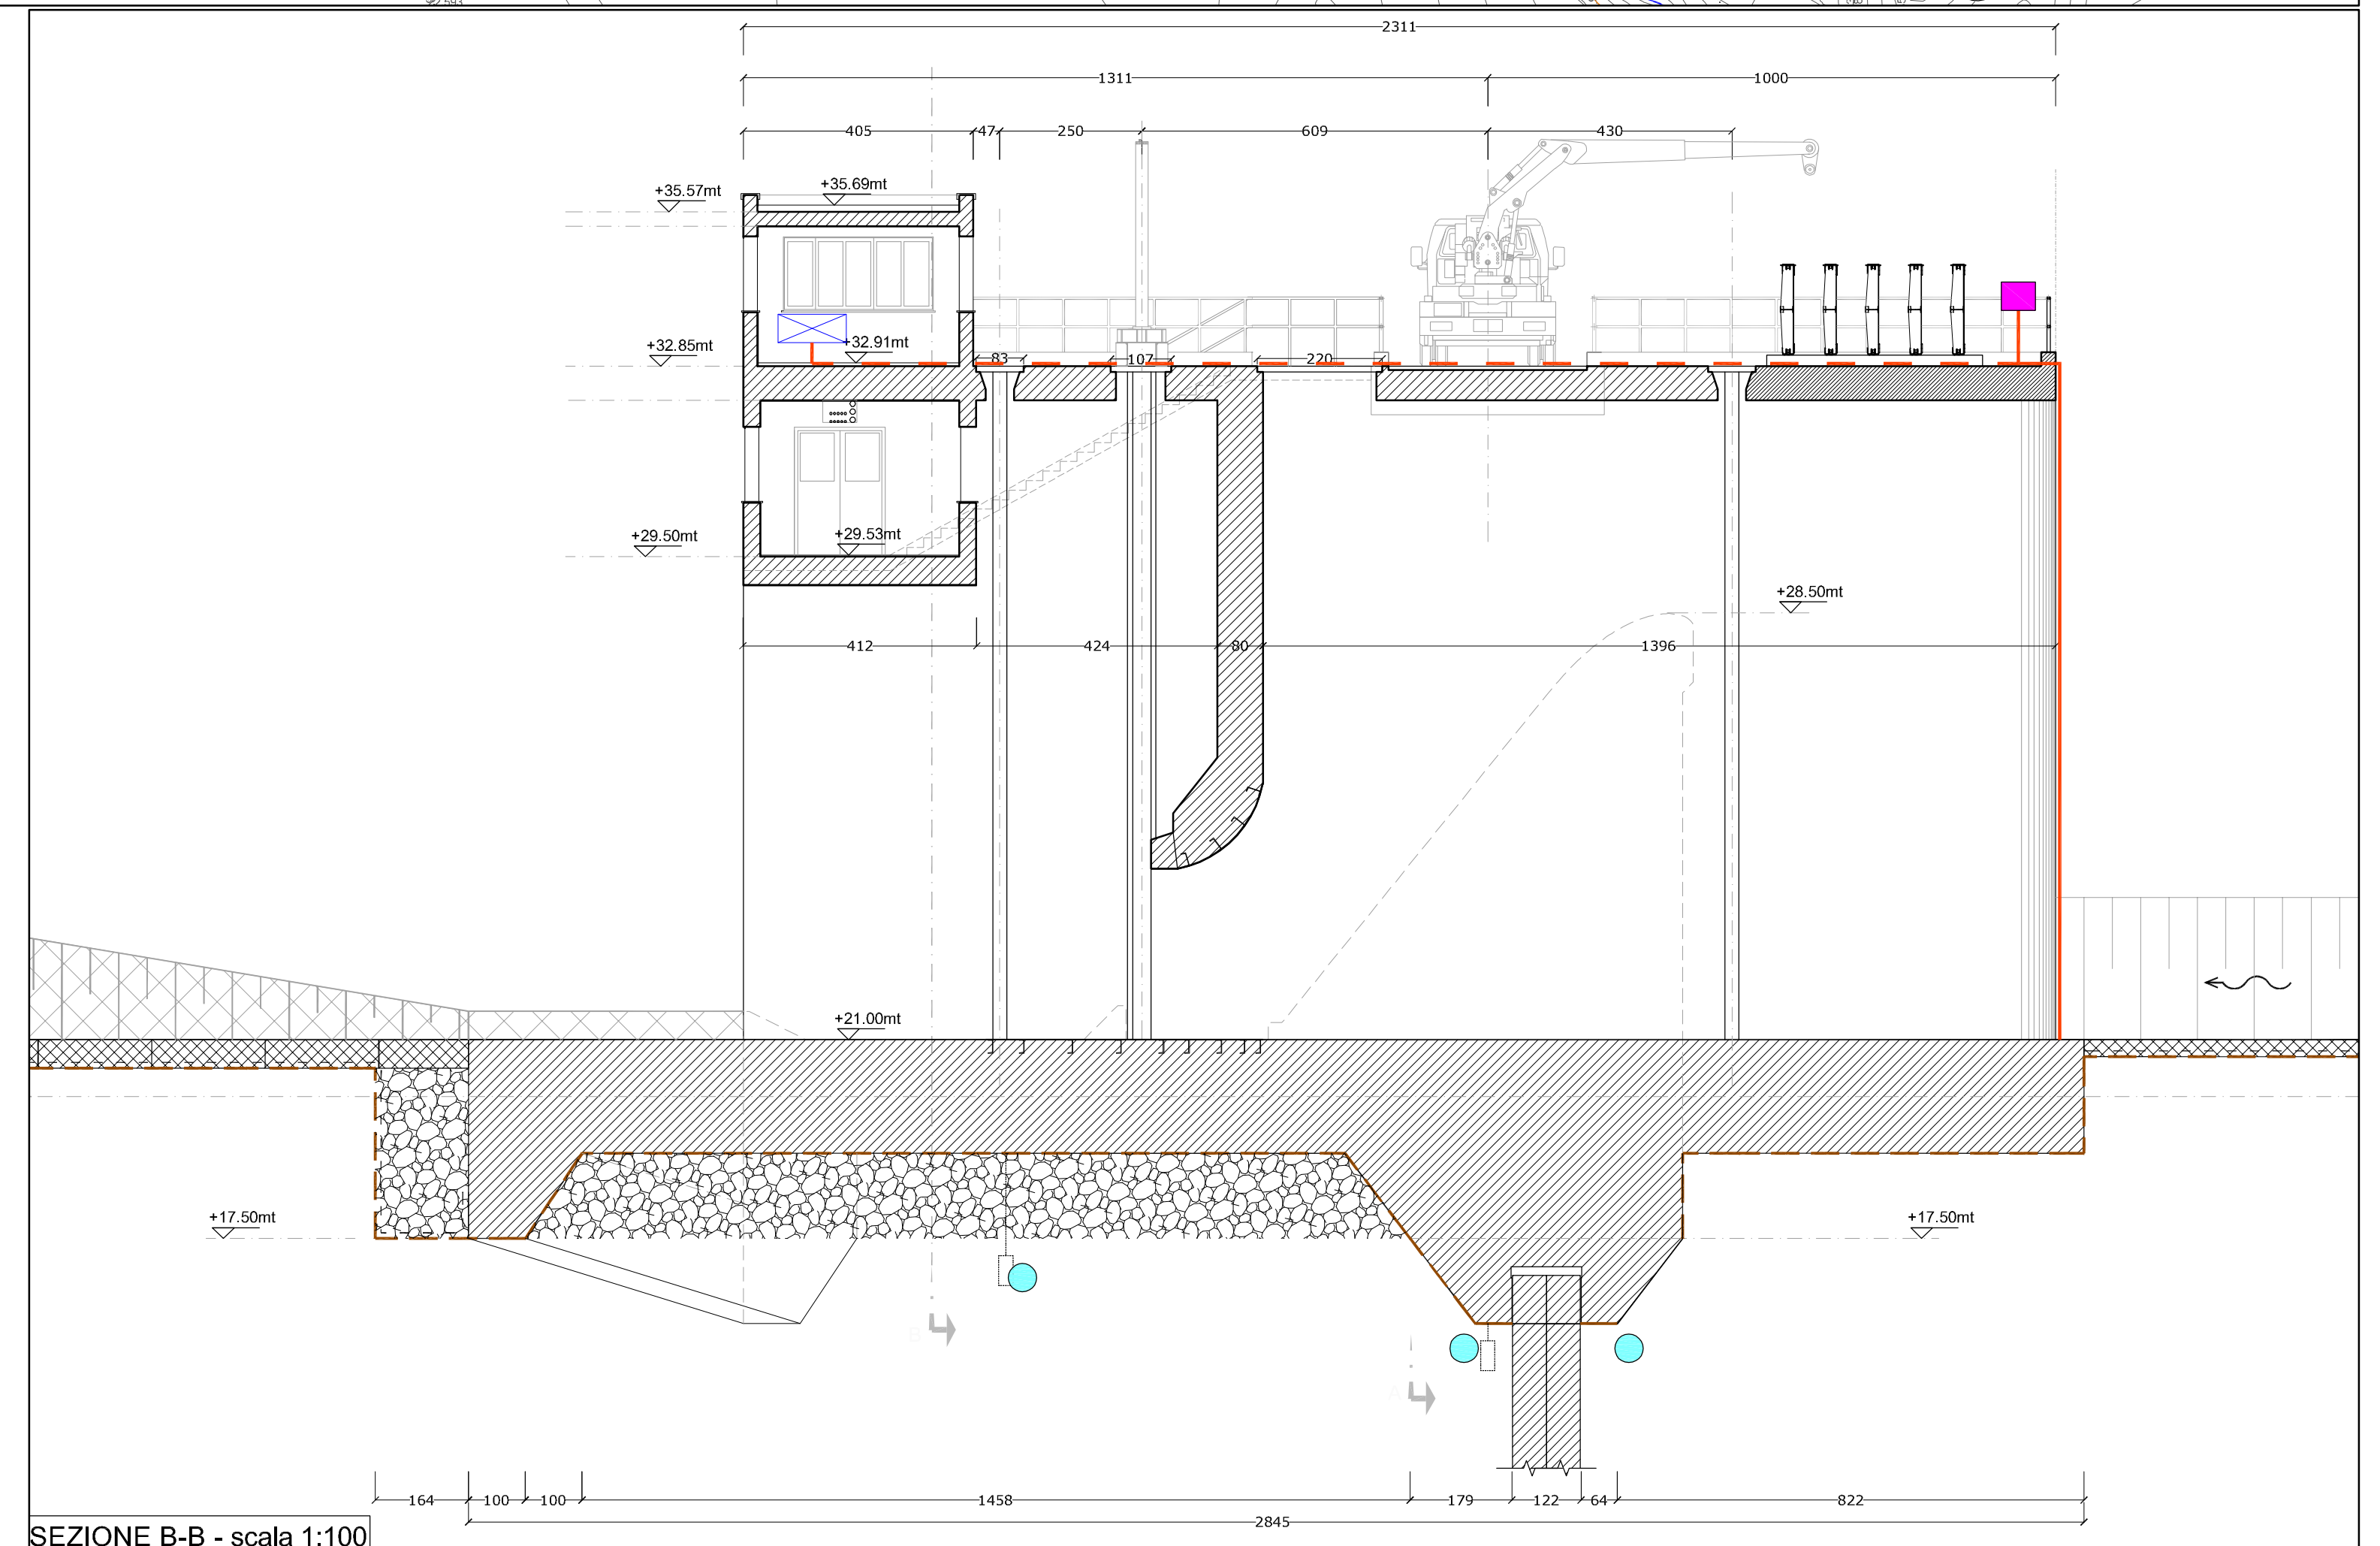 2311
1311 1000
405 47 250 609 430
+35.57mt +35.69mt
+32.85mt +32.91mt 83 107 220
+29.50mt +29.53mt
+28.50mt
412 424 80 1396
+21.00mt
+17.50mt +17.50mt
164 100 100 1458 179 122 64 822
2845
SEZIONE B-B - scala 1:100